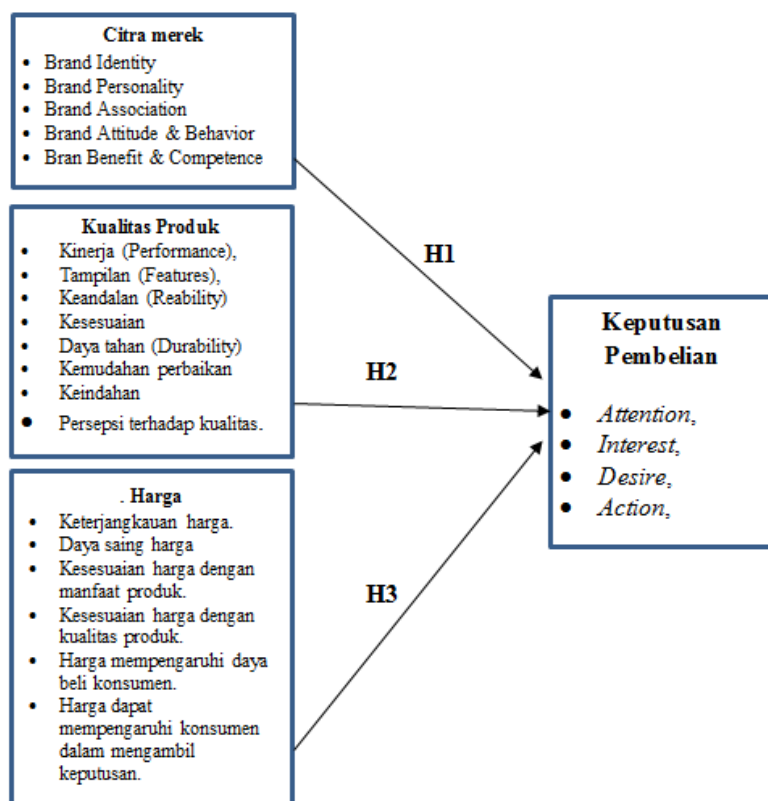 Citra merek
• Brand Identity
• Brand Personality
• Brand Association
• Brand Attitude & Behavior
• Bran Benefit & Competence
Kualitas Produk
• Kinerja (Performance),
• Tampilan (Features),
• Keandalan (Reability)
• Kesesuaian
• Daya tahan (Durability)
• Kemudahan perbaikan
• Keindahan
• Persepsi terhadap kualitas.
. Harga
• Keterjangkauan harga.
• Daya saing harga
• Kesesuaian harga dengan
manfaat produk.
• Kesesuaian harga dengan
kualitas produk.
• Harga mempengaruhi daya
beli konsumen.
• Harga dapat
mempengaruhi konsumen
dalam mengambil
keputusan.
H1
H2
H3
Keputusan
Pembelian
• Attention,
• Interest,
• Desire,
• Action,